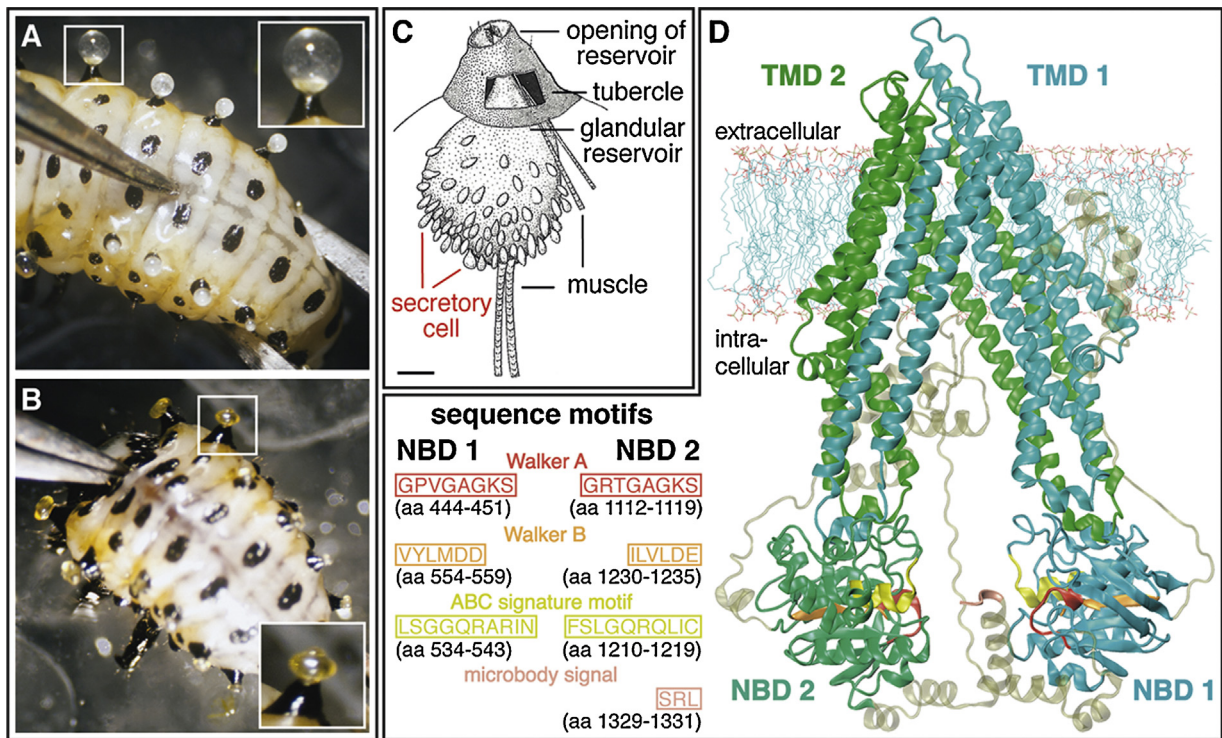 A
B
C
opening of
reservoir
tubercle
glandular
reservoir
secretory
cell
muscle
sequence motifs
NBD 1 NBD 2
Walker A
GPVGAGKS GRTGAGKS
(aa 444-451) (aa 1112-1119)
Walker B
VYLMDD ILVLDE
(aa 554-559) (aa 1230-1235)
ABC signature motif
LSGGQRARIN FSLGQRQLIC
(aa 534-543) (aa 1210-1219)
microbody signal
SRL
(aa 1329-1331)
D
TMD 2 TMD 1
extracellular
intra-
cellular
NBD 2 NBD 1